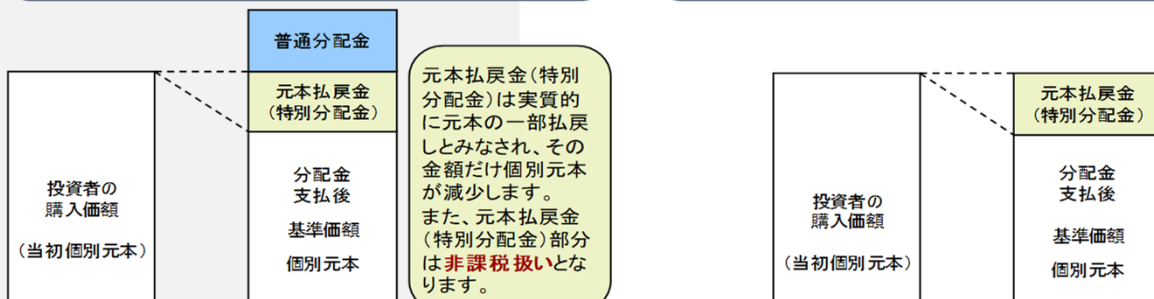 普通分配金
元本払戻金
(特別分配金)
投資者の
購入価額
(当初個別元本)
分配金
支払後
基準価額
個別元本
元本払戻金(特別
分配金)は実質的
に元本の一部払戻
しとみなされ、その
金額だけ個別元本
が減少します。
また、元本払戻金
(特別分配金)部分
は非課税扱いとな
ります。
投資者の
購入価額
(当初個別元本)
元本払戻金
(特別分配金)
分配金
支払後
基準価額
個別元本